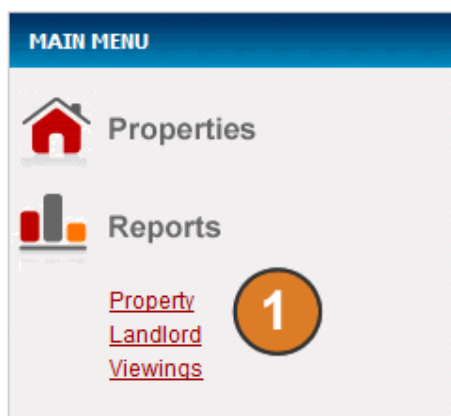 MAIN MENU
Properties
Reports
Property
1
Landlord
Viewings